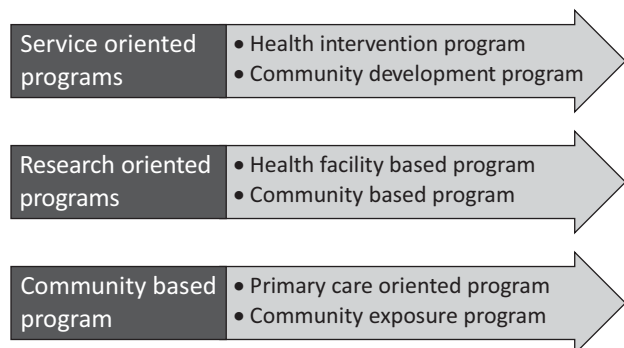 Service oriented
programs
• Health intervention program
• Community development program
Research oriented
programs
• Health facility based program
• Community based program
Community based
program
• Primary care oriented program
• Community exposure program